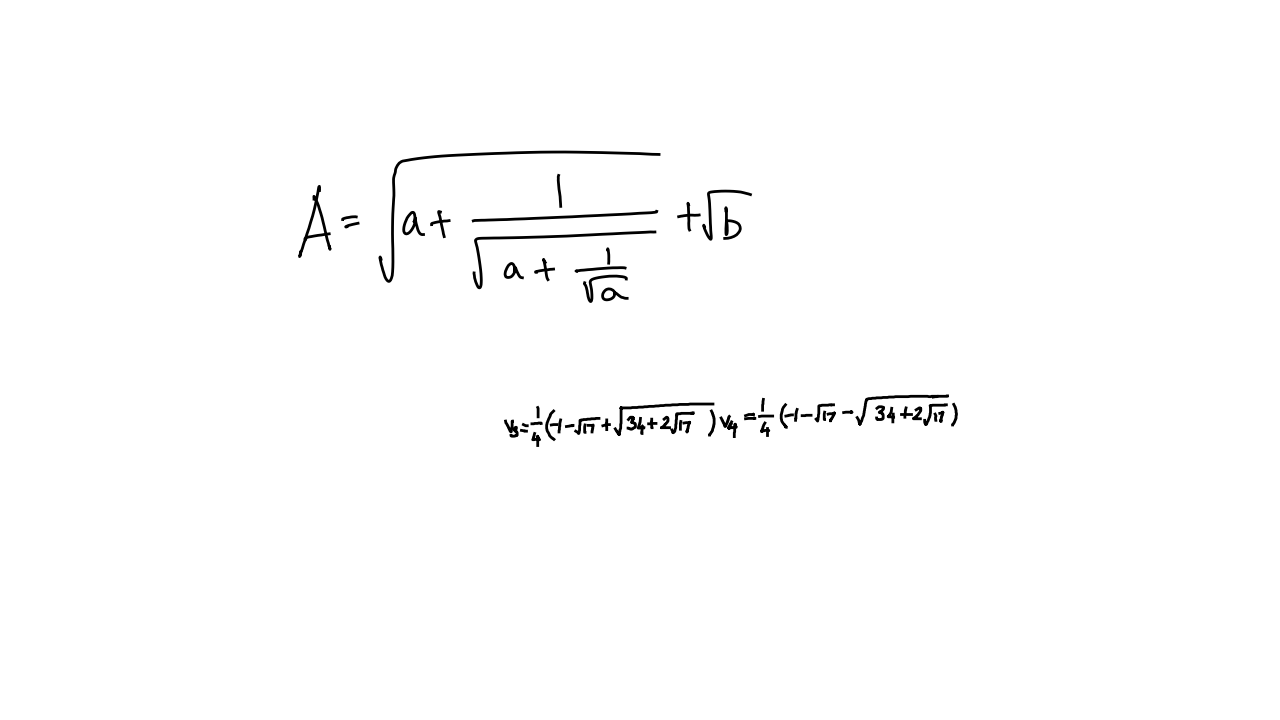 A = √(a + 1/√(a + 1/√a)) + √b
V₃ = 1/4 (-1 - √17 + √(34 + 2√17)) V₄ = 1/4 (-1 - √17 - √(34 + 2√17))